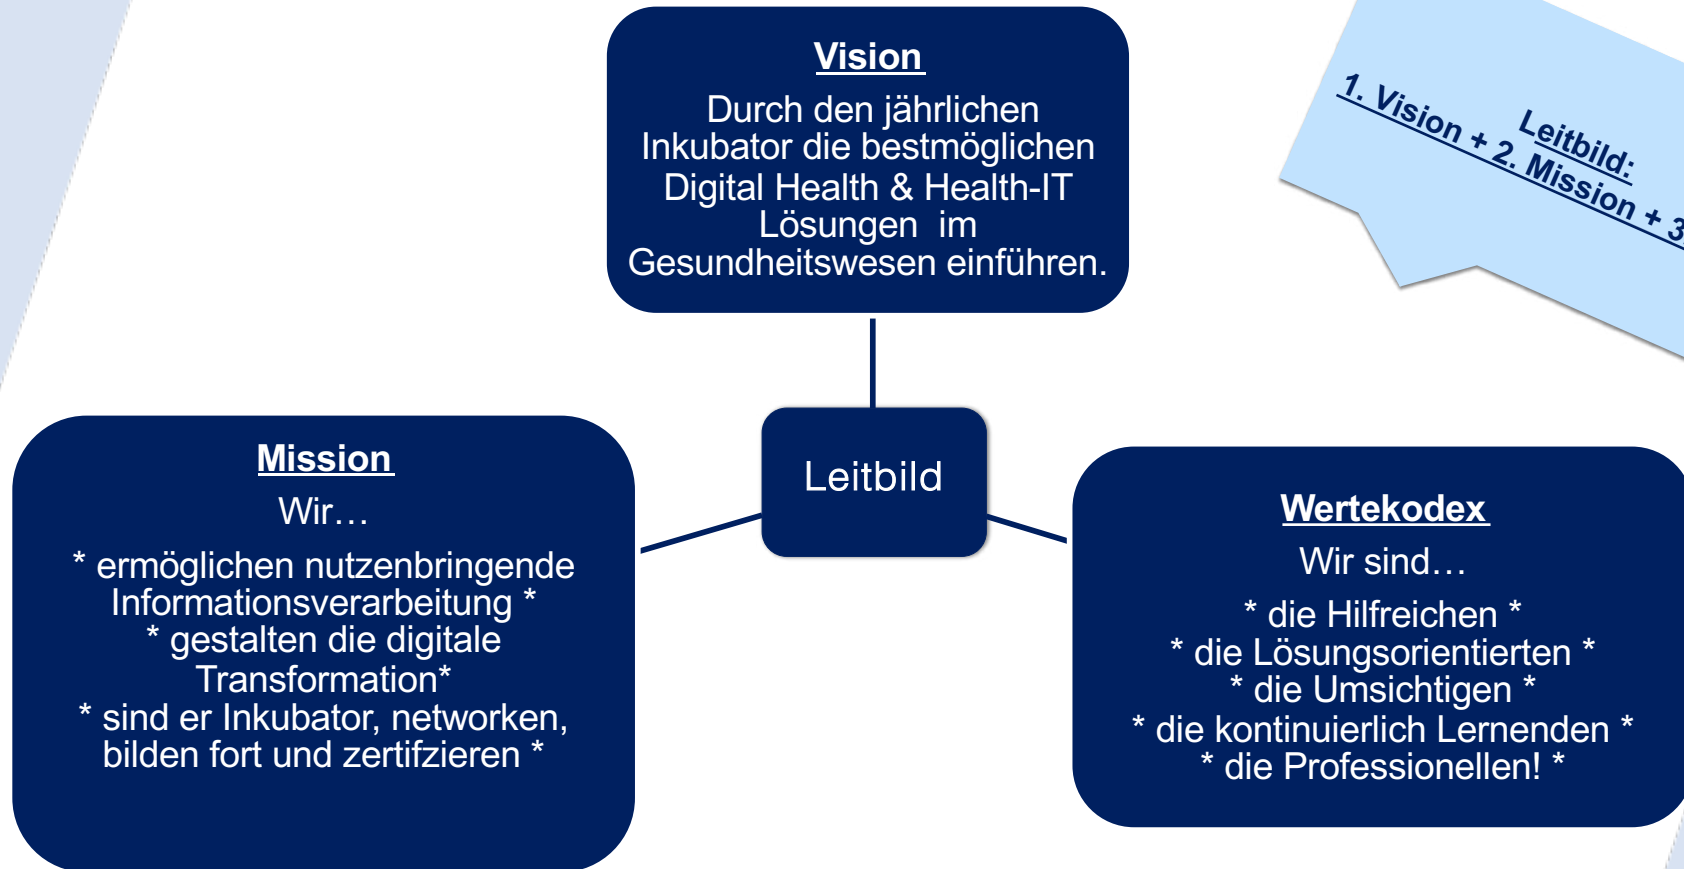 Vision
Durch den jährlichen
Inkubator die bestmöglichen
Digital Health & Health-IT
Lösungen  im
Gesundheitswesen einführen.
Leitbild:
1. Vision + 2. Mission + 3.
Leitbild
Mission
Wir…
* ermöglichen nutzenbringende
Informationsverarbeitung *
* gestalten die digitale
Transformation*
* sind er Inkubator, networken,
bilden fort und zertifzieren *
Wertekodex
Wir sind…
* die Hilfreichen *
* die Lösungsorientierten *
* die Umsichtigen *
* die kontinuierlich Lernenden *
* die Professionellen! *